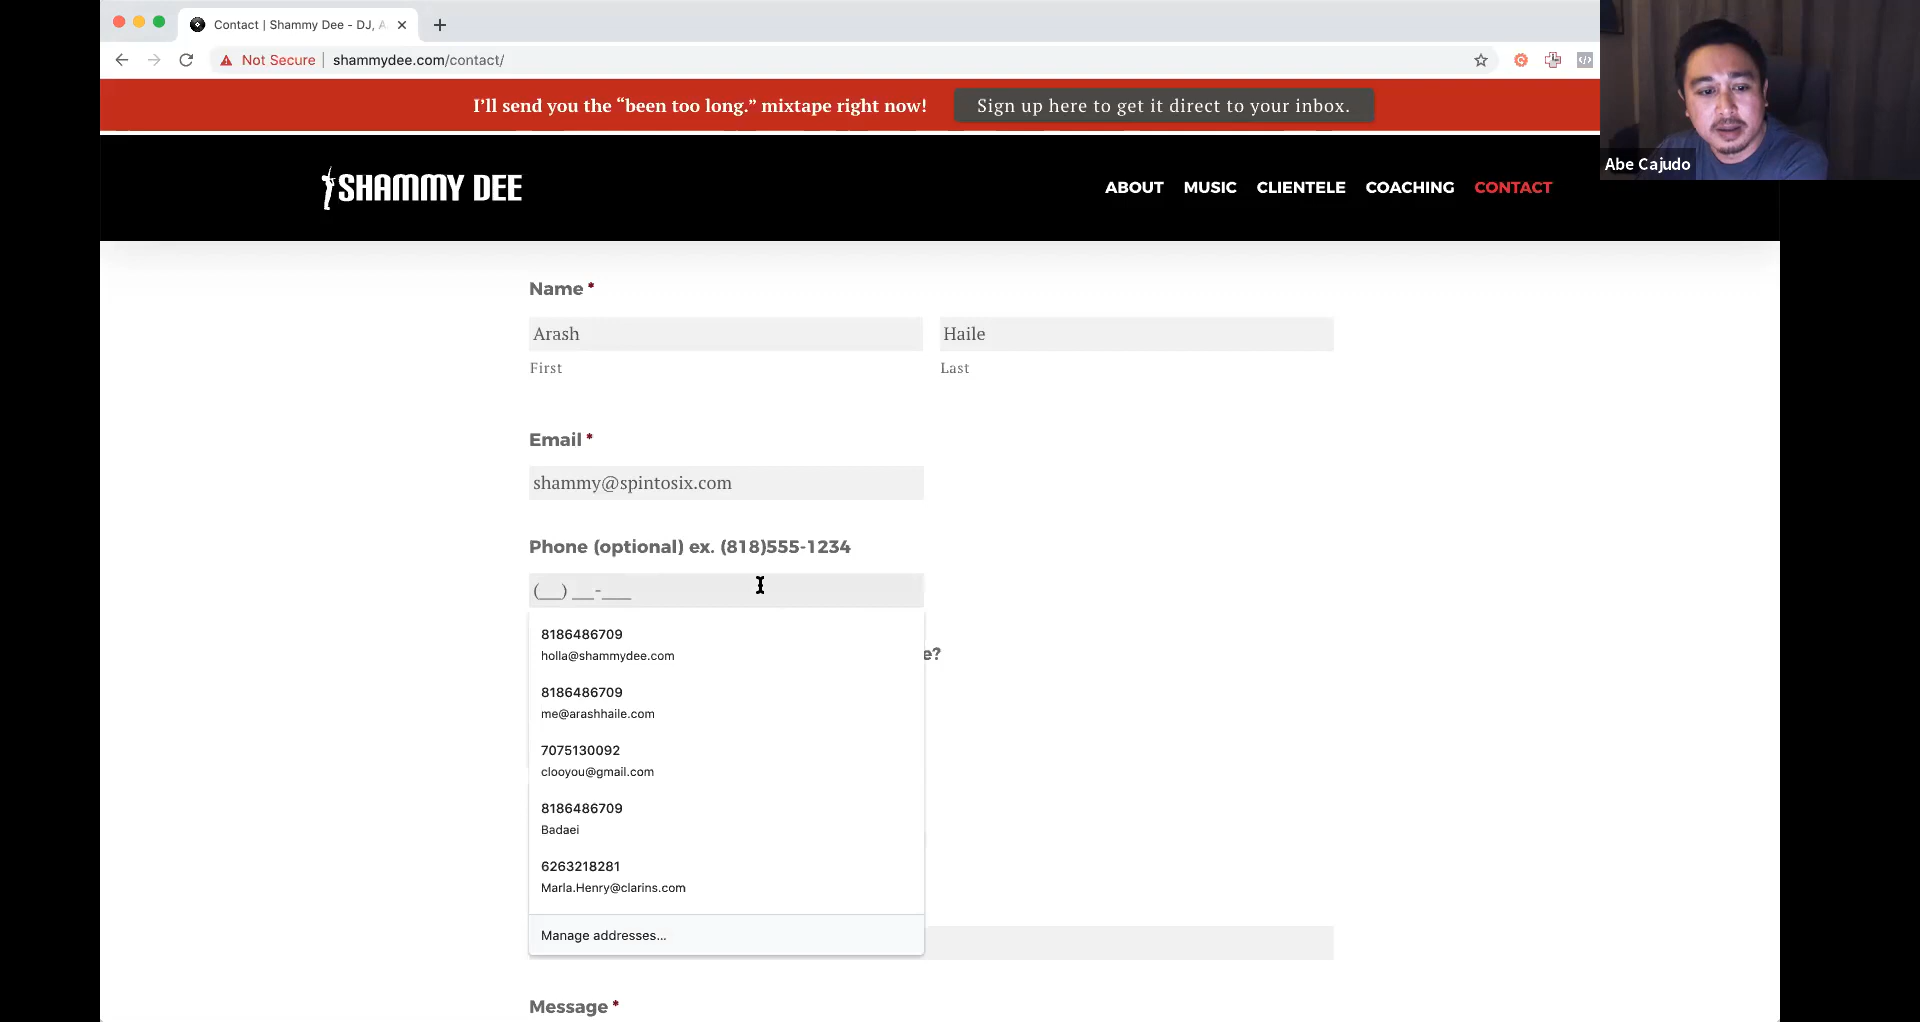 Contact | Shammy Dee - DJ, A
Not Secure | shammydee.com/contact/
I'll send you the “been too long.” mixtape right now!
Sign up here to get it direct to your inbox.
Abe Cajudo
SHAMMY DEE
ABOUT
MUSIC
CLIENTELE
COACHING
CONTACT
Name *
Arash
Haile
First
Last
Email *
shammy@spintosix.com
Phone (optional) ex. (818)555-1234
(___) ___-____
8186486709
holla@shammydee.com
e?
8186486709
me@arashhaile.com
7075130092
clooyou@gmail.com
8186486709
Badaei
6263218281
Marla.Henry@clarins.com
Manage addresses...
Message *